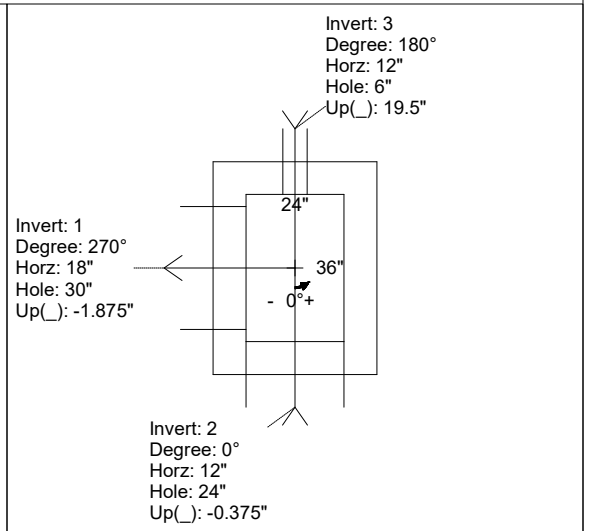 Invert: 3
Degree: 180°
Horz: 12"
Hole: 6"
Up(_): 19.5"
24"
Invert: 1
Degree: 270°
Horz: 18"
Hole: 30"
Up(_): -1.875"
36"
- 0°+
Invert: 2
Degree: 0°
Horz: 12"
Hole: 24"
Up(_): -0.375"